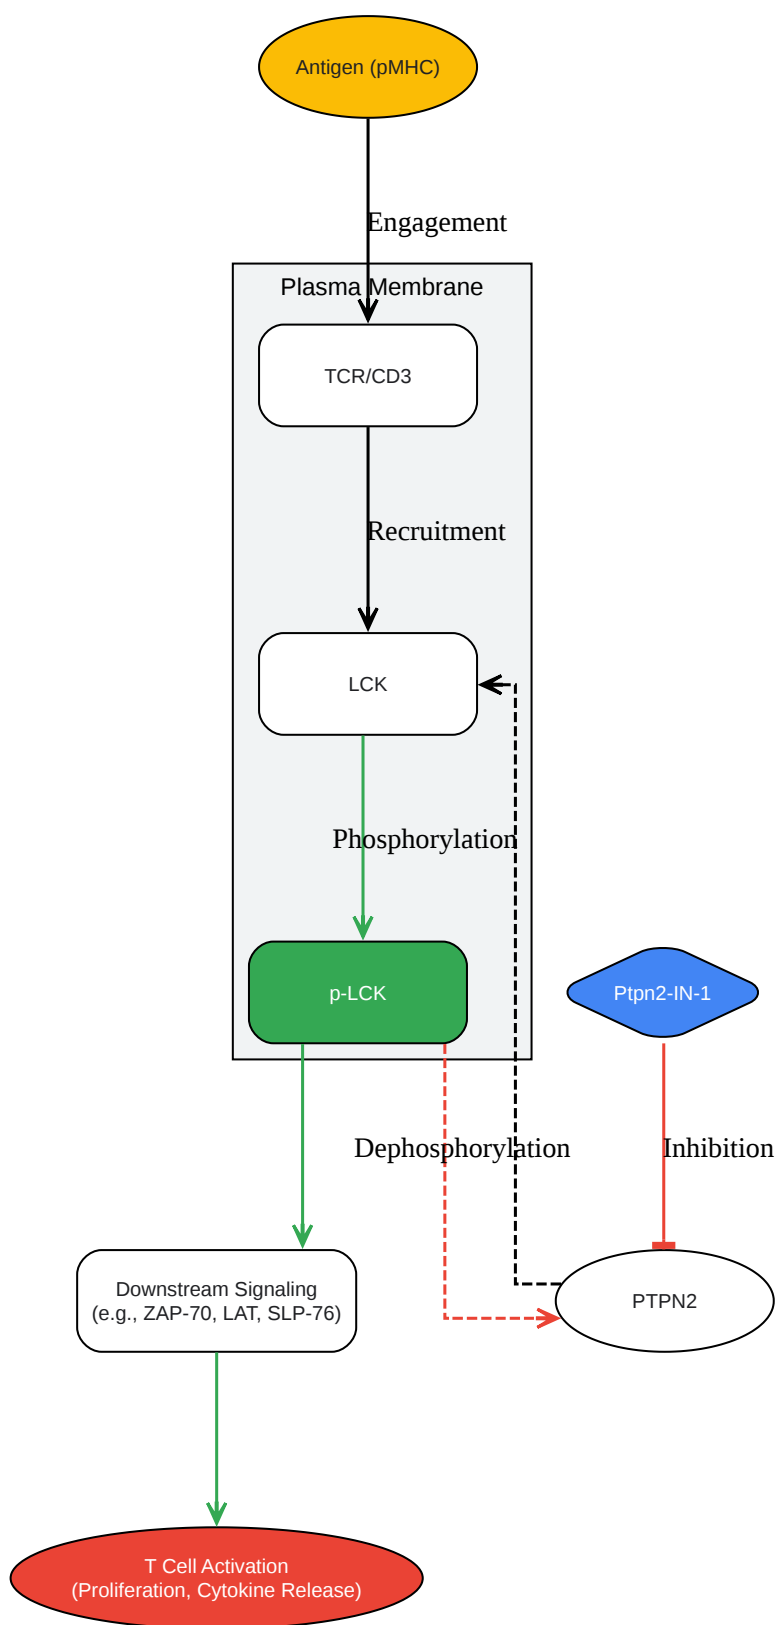 Antigen (pMHC)
Engagement
Plasma Membrane
TCR/CD3
Recruitment
LCK
Phosphorylation
p-LCK
Ptpn2-IN-1
Dephosphorylation
Inhibition
Downstream Signaling
(e.g., ZAP-70, LAT, SLP-76)
PTPN2
T Cell Activation
(Proliferation, Cytokine Release)